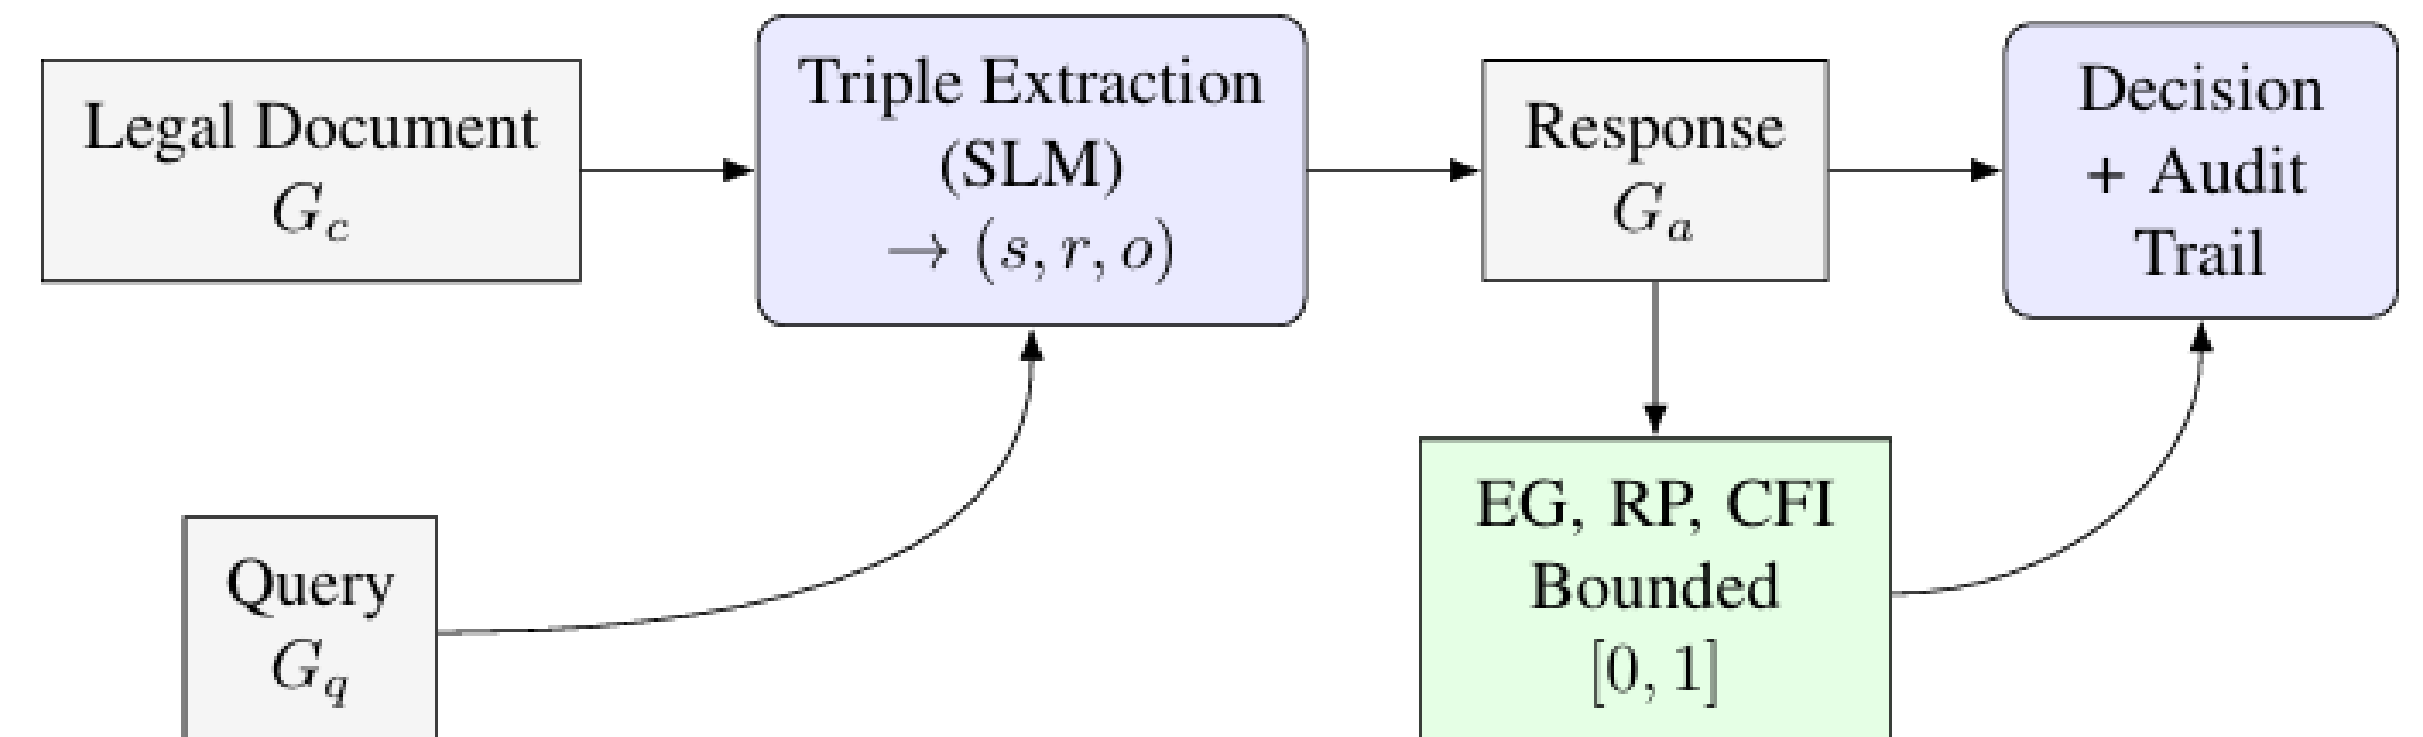 Legal Document
G_c
Triple Extraction
(SLM)
→ (s, r, o)
Response
G_a
Decision
+ Audit
Trail
Query
G_q
EG, RP, CFI
Bounded
[0, 1]